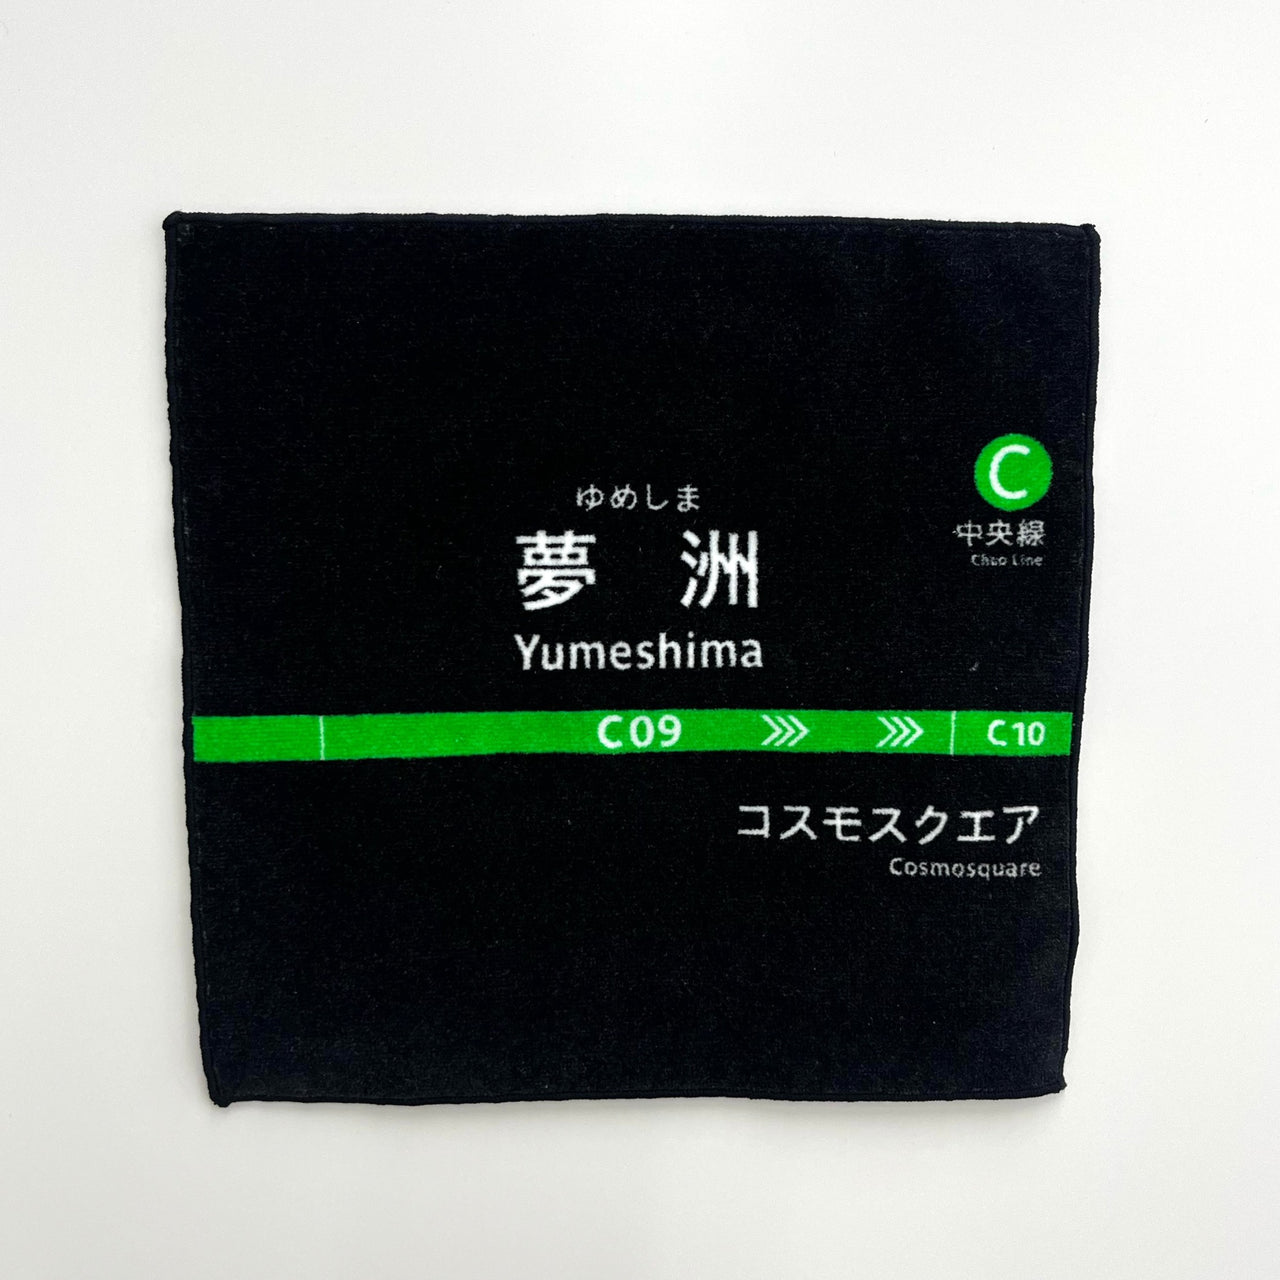 C
中央線
Chuo Line
ゆめしま
夢 洲
Yumeshima
C09 C10
コスモスクエア
Cosmosquare